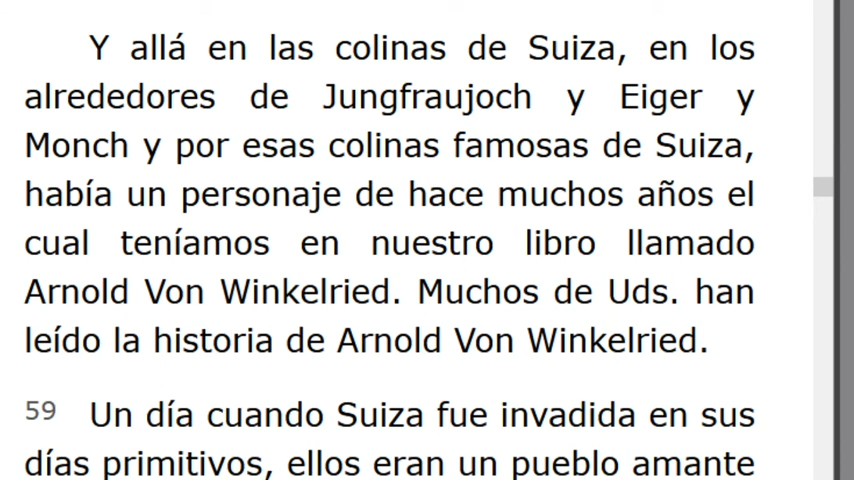 Y allá en las colinas de Suiza, en los
alrededores de Jungfraujoch y Eiger y
Monch y por esas colinas famosas de Suiza,
había un personaje de hace muchos años el
cual teníamos en nuestro libro llamado
Arnold Von Winkelried. Muchos de Uds. han
leído la historia de Arnold Von Winkelried.
59 Un día cuando Suiza fue invadida en sus
días primitivos, ellos eran un pueblo amante